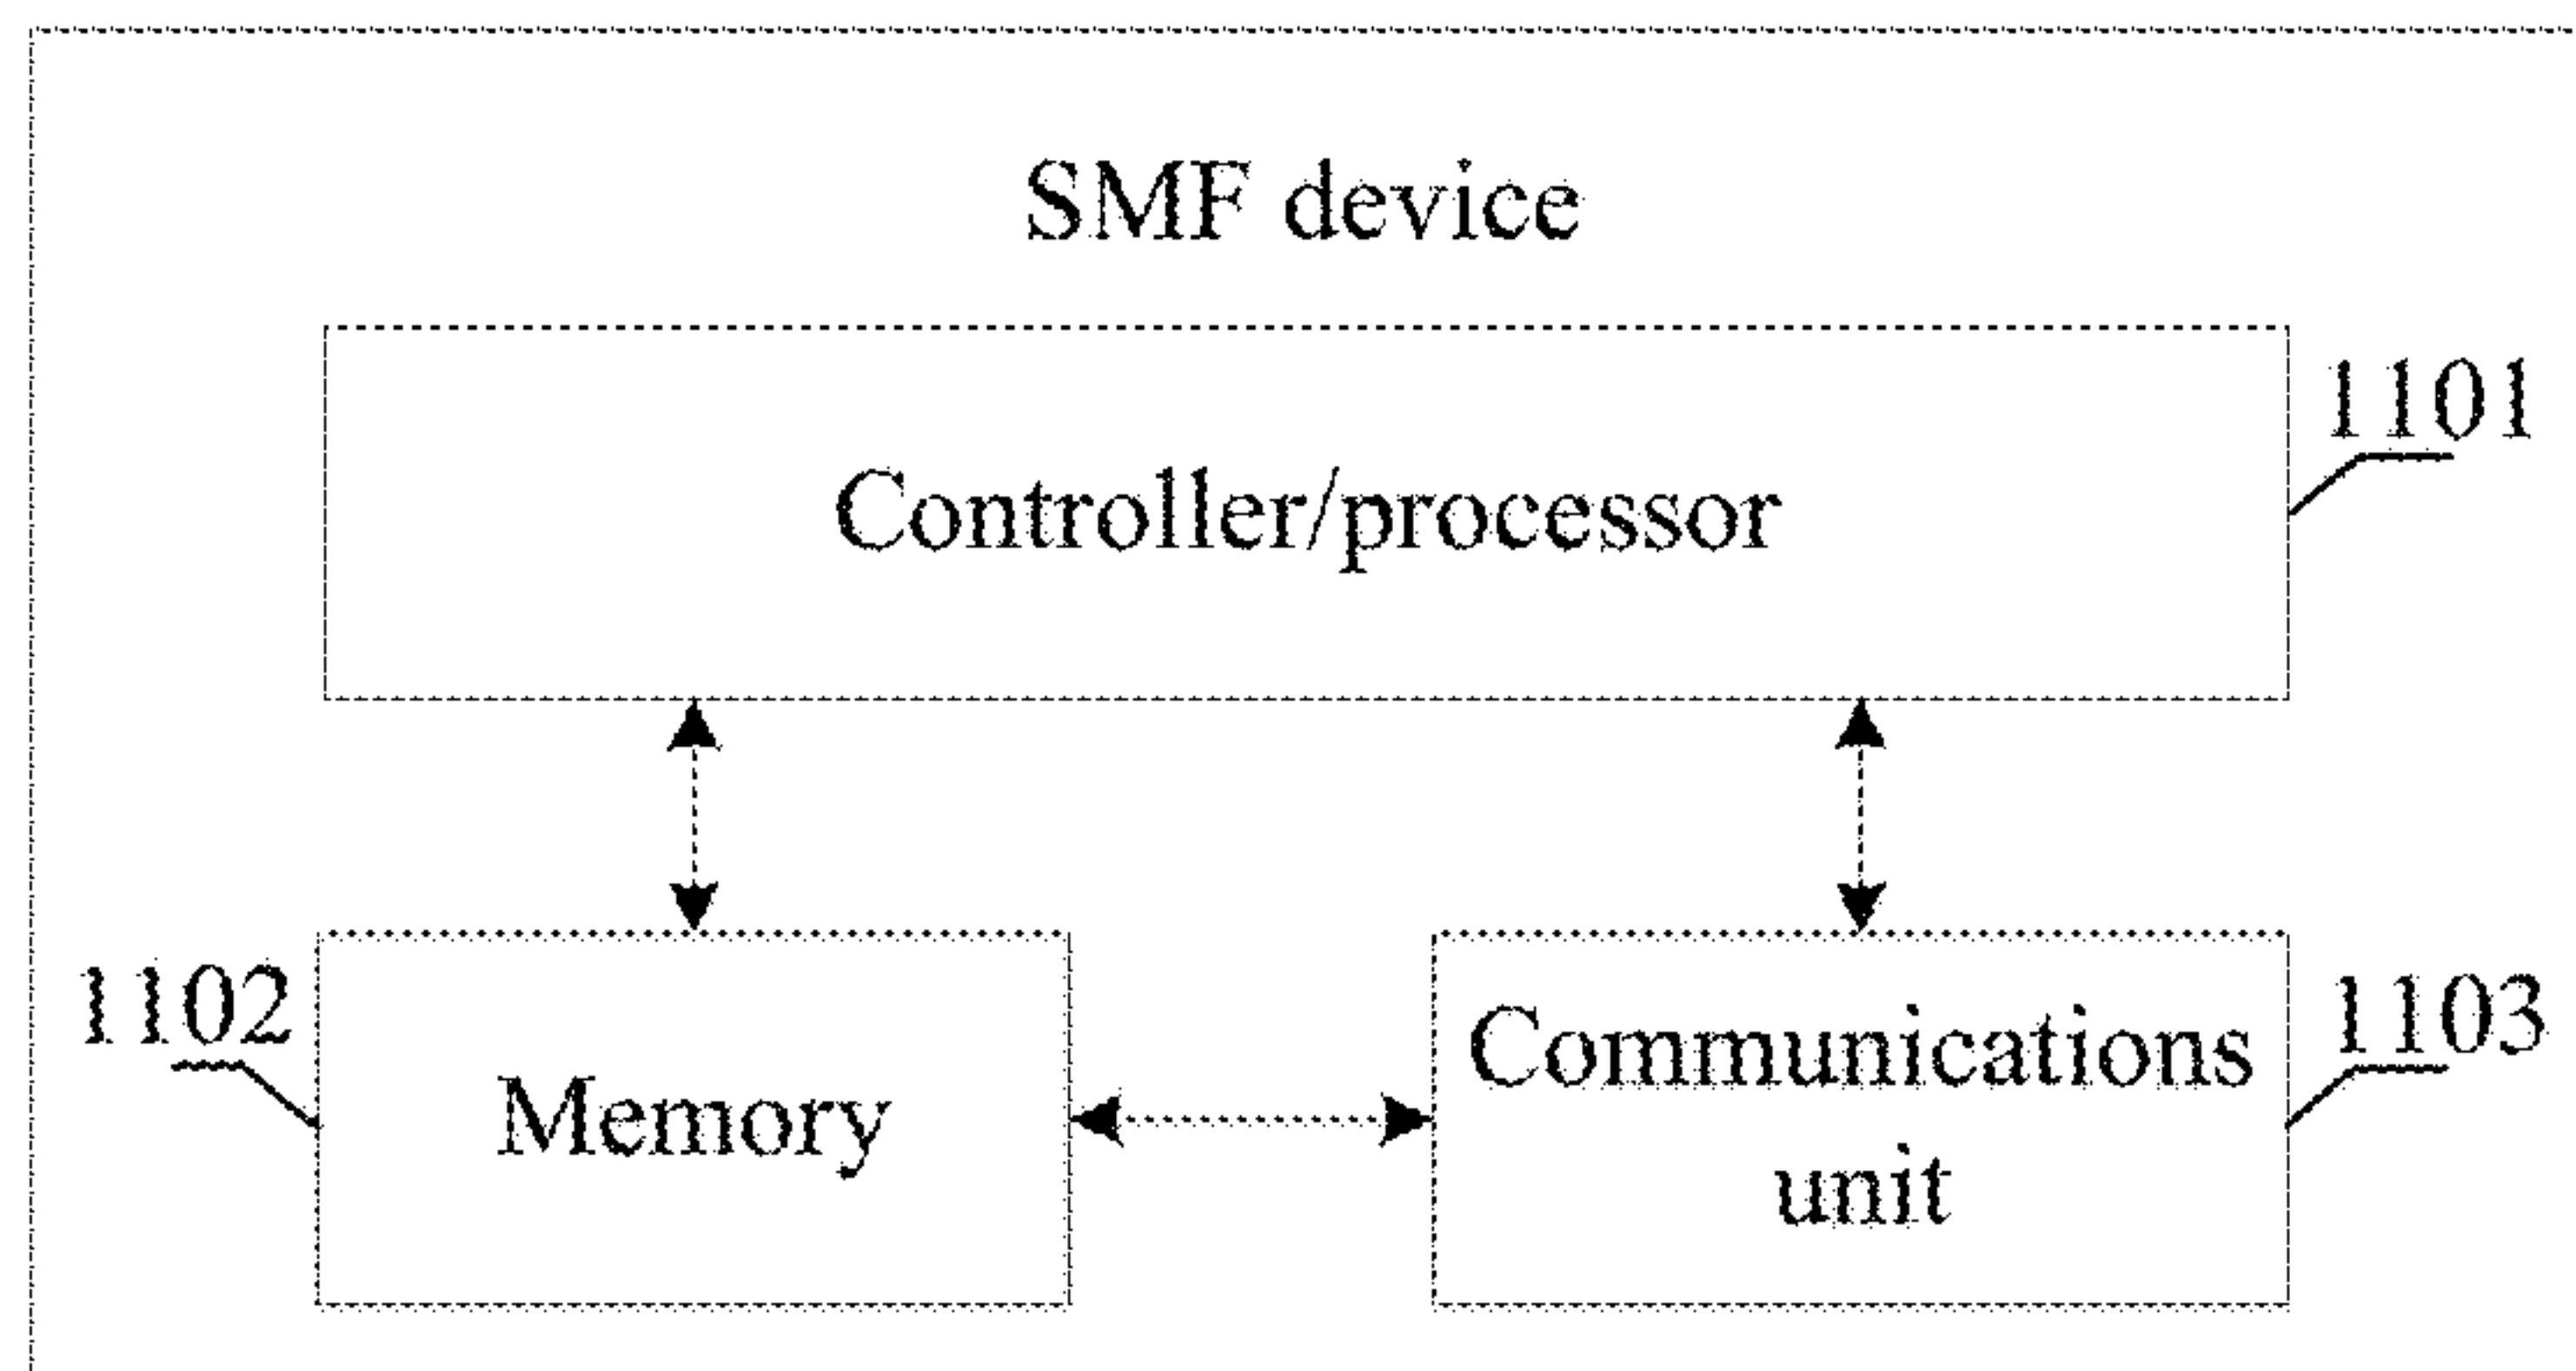 SMF device
1101
Controller/processor
1102
Memory
Communications
unit
1103